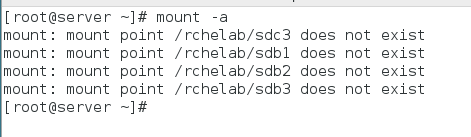 [root@server ~]# mount -a
mount: mount point /rchelab/sdc3 does not exist
mount: mount point /rchelab/sdb1 does not exist
mount: mount point /rchelab/sdb2 does not exist
mount: mount point /rchelab/sdb3 does not exist
[root@server ~]#